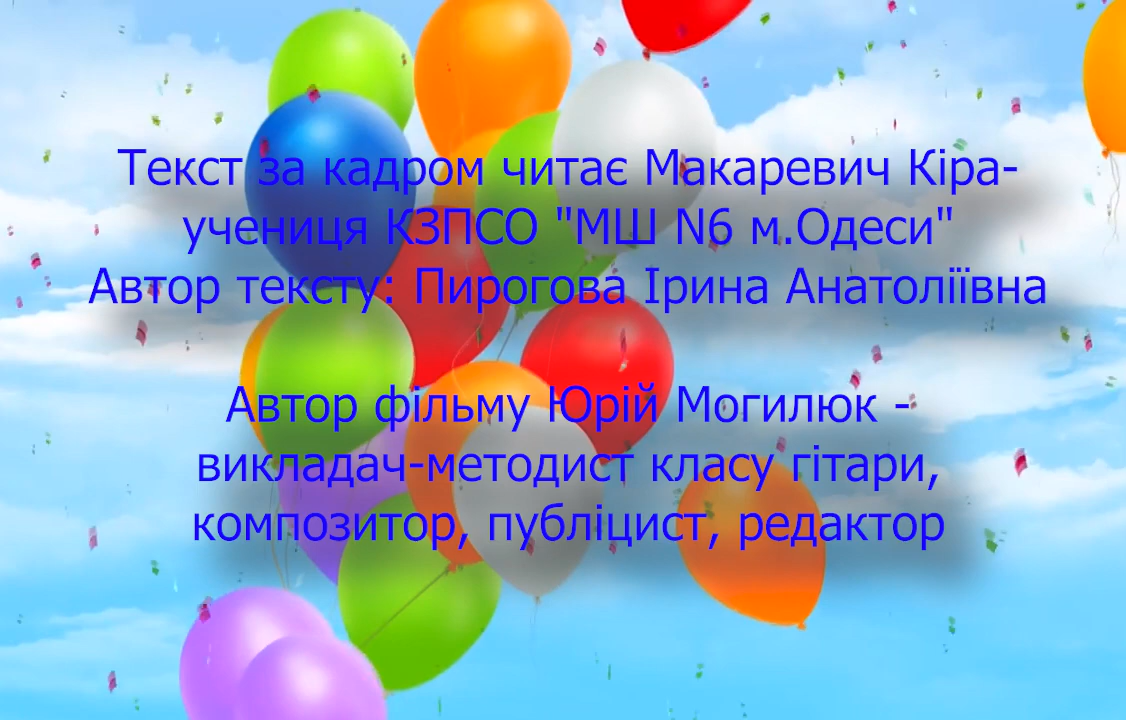 Текст за кадром читає Макаревич Кіра-
учениця КЗПСО "МШ N6 м.Одеси"
Автор тексту: Пирогова Ірина Анатоліївна
Автор фільму Юрій Могилюк -
викладач-методист класу гітари,
композитор, публіцист, редактор